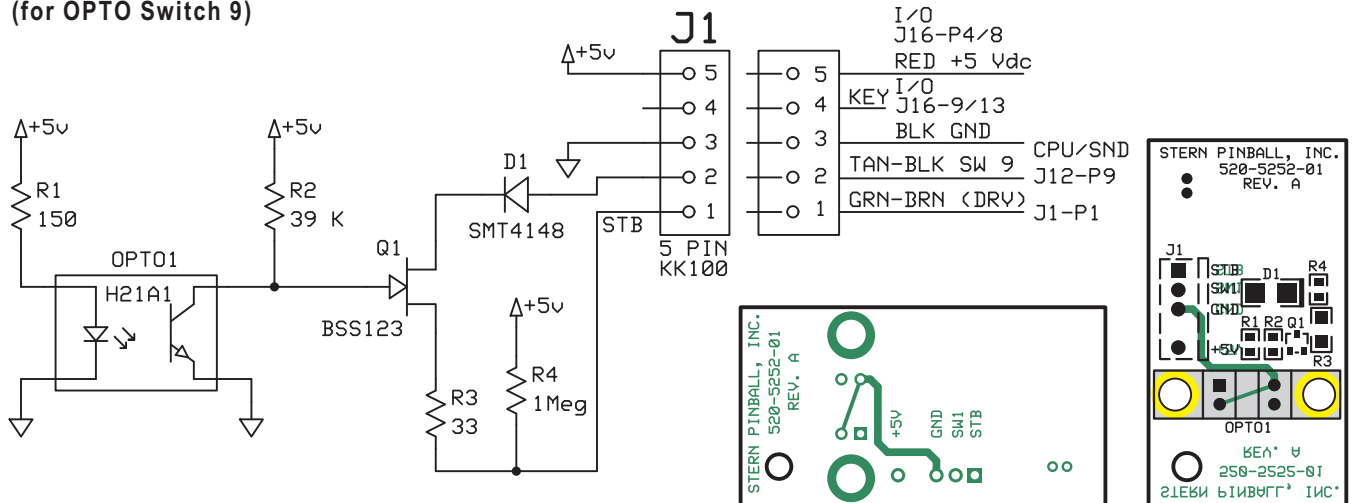 (for OPTO Switch 9)
J1
+5v
5
4
3
2
1
STB
5 PIN
KK100
5
4
3
2
1
I/O
J16-P4/8
RED +5 Vdc
KEY
I/O
J16-9/13
BLK GND
CPU/SND
TAN-BLK SW 9
J12-P9
GRN-BRN (DRV)
J1-P1
+5v
R1
150
+5v
R2
39 K
D1
SMT4148
OPTO1
H21A1
Q1
BSS123
R3
33
+5v
R4
1Meg
STERN PINBALL, INC.
520-5252-01
REV. A
+5V
GND
SW1
STB
STERN PINBALL, INC.
520-5252-01
REV. A
J1
STB
SW1
GND
+5V
D1
R4
R1
R2
Q1
R3
OPTO1
REV. A
520-5252-01
STERN PINBALL, INC.